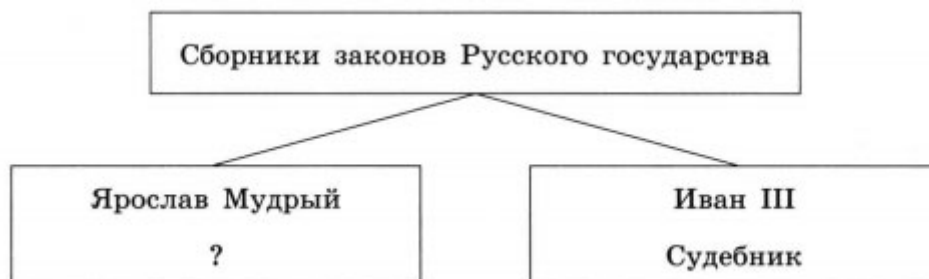 Сборники законов Русского государства
Ярослав Мудрый
?
Иван III
Судебник